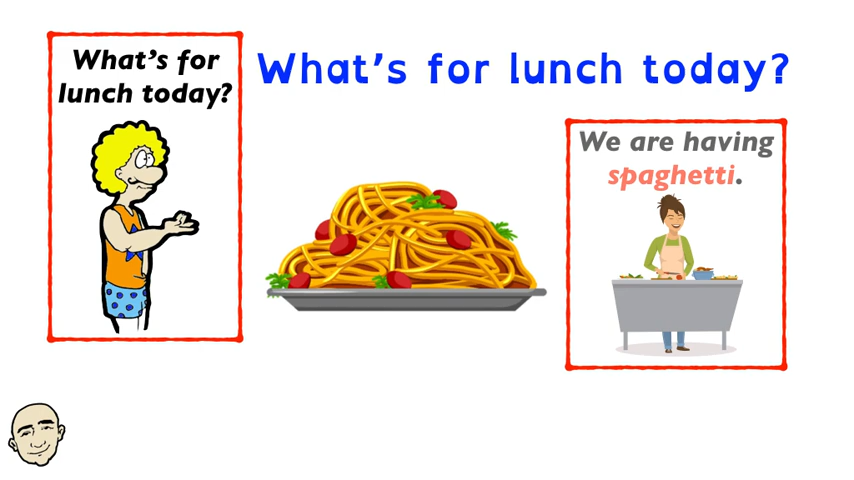 What's for
lunch today?
What's for lunch today?
We are having
spaghetti.